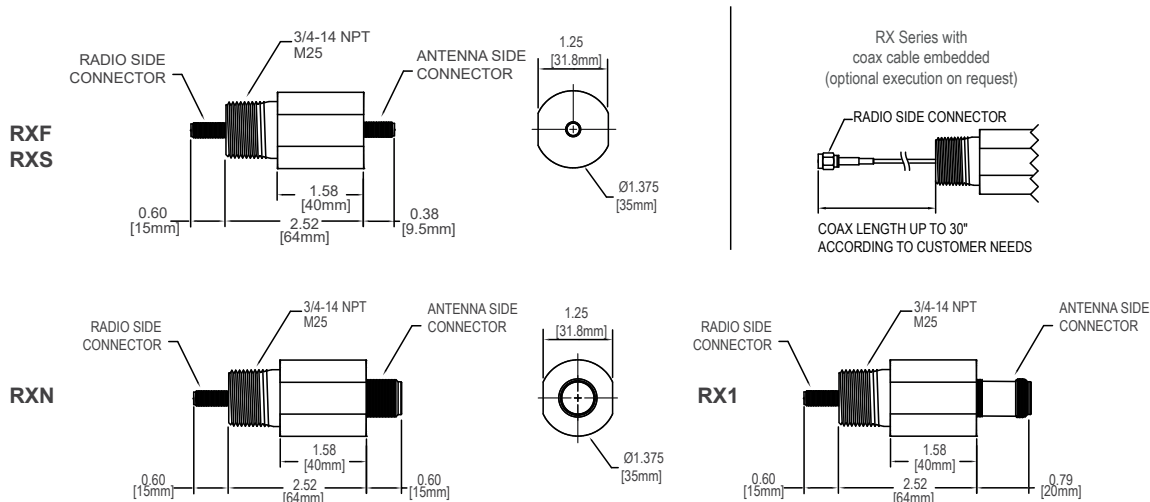 RXF
RXS
RADIO SIDE
CONNECTOR
3/4-14 NPT
M25
ANTENNA SIDE
CONNECTOR
1.58
[40mm]
0.60
[15mm]
2.52
[64mm]
0.38
[9.5mm]
1.25
[31.8mm]
Ø1.375
[35mm]
RX Series with
coax cable embedded
(optional execution on request)
RADIO SIDE CONNECTOR
COAX LENGTH UP TO 30"
ACCORDING TO CUSTOMER NEEDS
RXN
RADIO SIDE
CONNECTOR
3/4-14 NPT
M25
ANTENNA SIDE
CONNECTOR
1.58
[40mm]
0.60
[15mm]
2.52
[64mm]
0.60
[15mm]
1.25
[31.8mm]
Ø1.375
[35mm]
RX1
RADIO SIDE
CONNECTOR
3/4-14 NPT
M25
ANTENNA SIDE
CONNECTOR
1.58
[40mm]
0.60
[15mm]
2.52
[64mm]
0.79
[20mm]